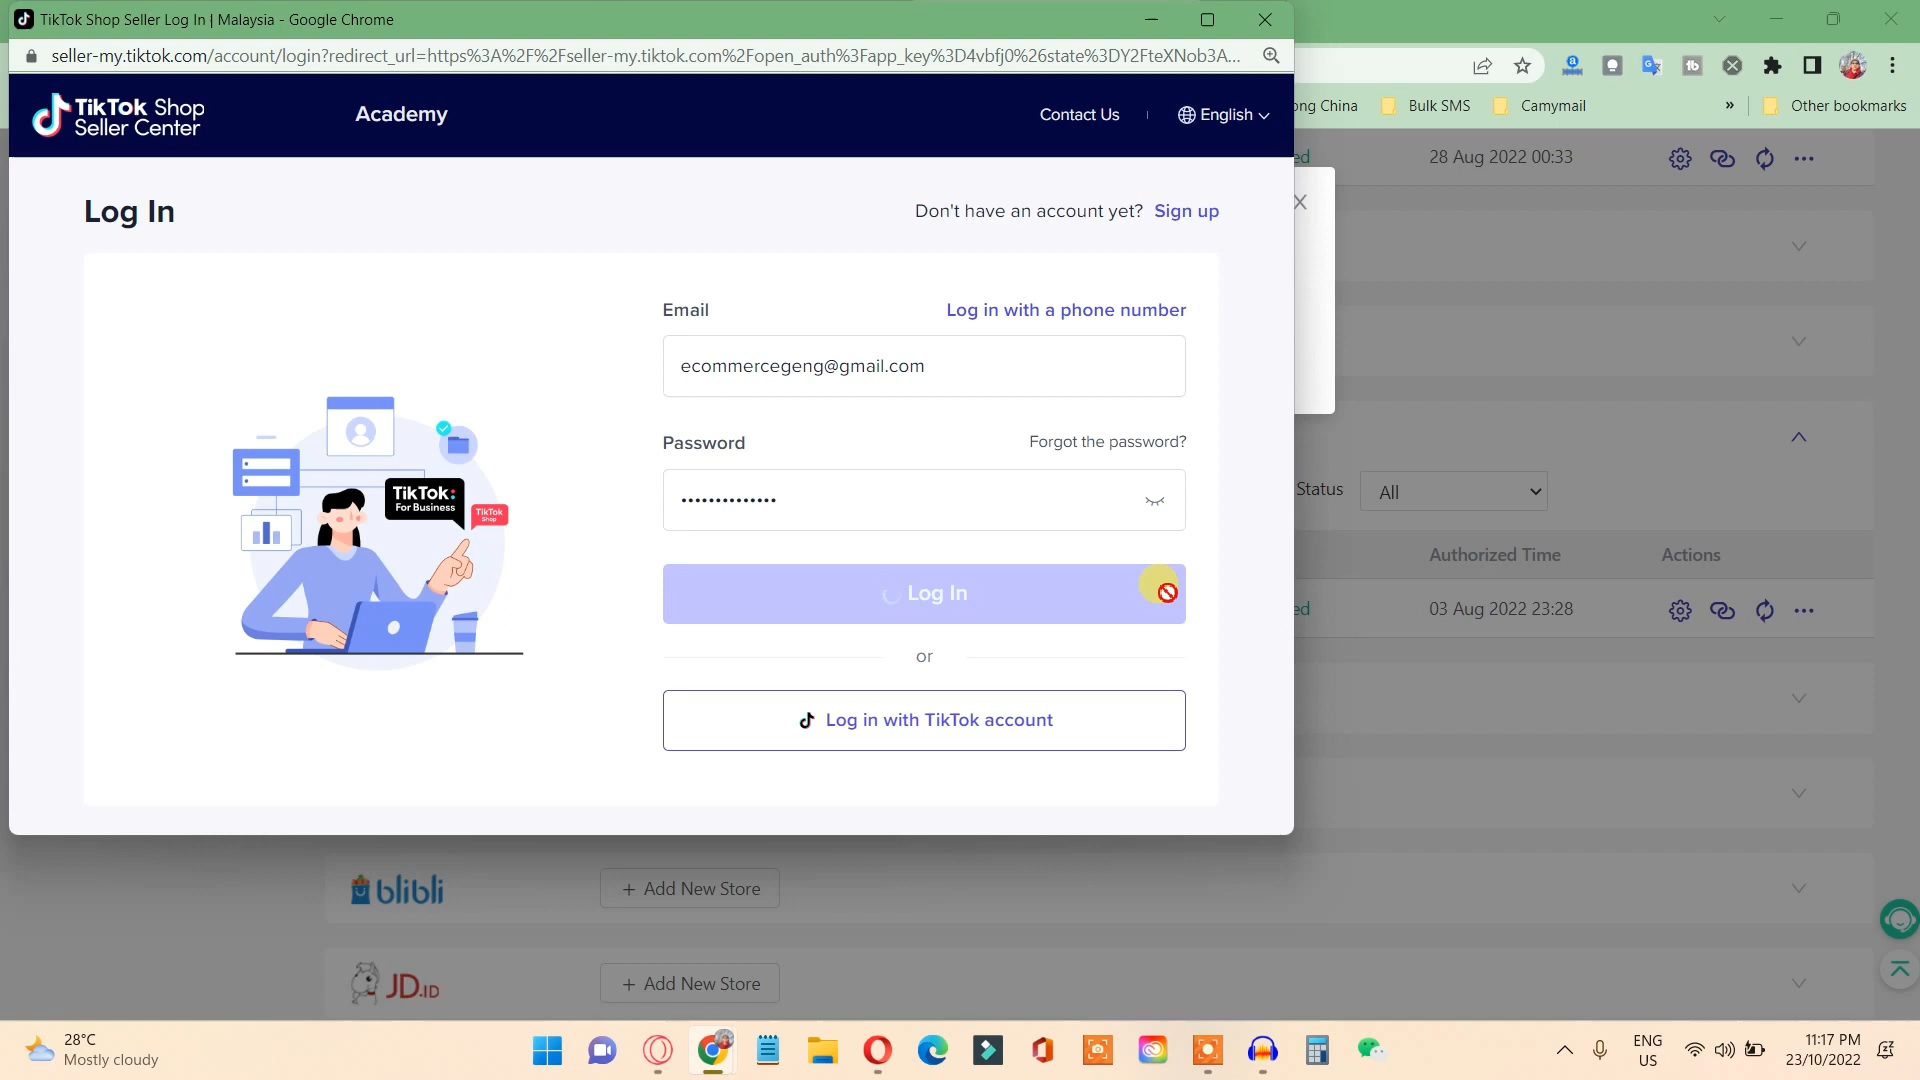 TikTok Shop Seller Log In | Malaysia - Google Chrome
seller-my.tiktok.com/account/login?redirect_url=https%3A%2F%2Fseller-my.tiktok.com%2Fopen_auth%3Fapp_key%3D4vbfj0%26state%3DY2FteXNob3A...
TikTok Shop
Seller Center
Academy
Contact Us
English
ong China
Bulk SMS
Camymail
»
Other bookmarks
ed
28 Aug 2022 00:33
Log In
Don't have an account yet? Sign up
Email
Log in with a phone number
ecommercegeng@gmail.com
Password
Forgot the password?
••••••••••••••
TikTok:
For Business
TikTok
Shop
Log In
or
Log in with TikTok account
Status
All
Authorized Time
Actions
ed
03 Aug 2022 23:28
blibli
+ Add New Store
JD.ID
+ Add New Store
28°C
Mostly cloudy
ENG
US
11:17 PM
23/10/2022